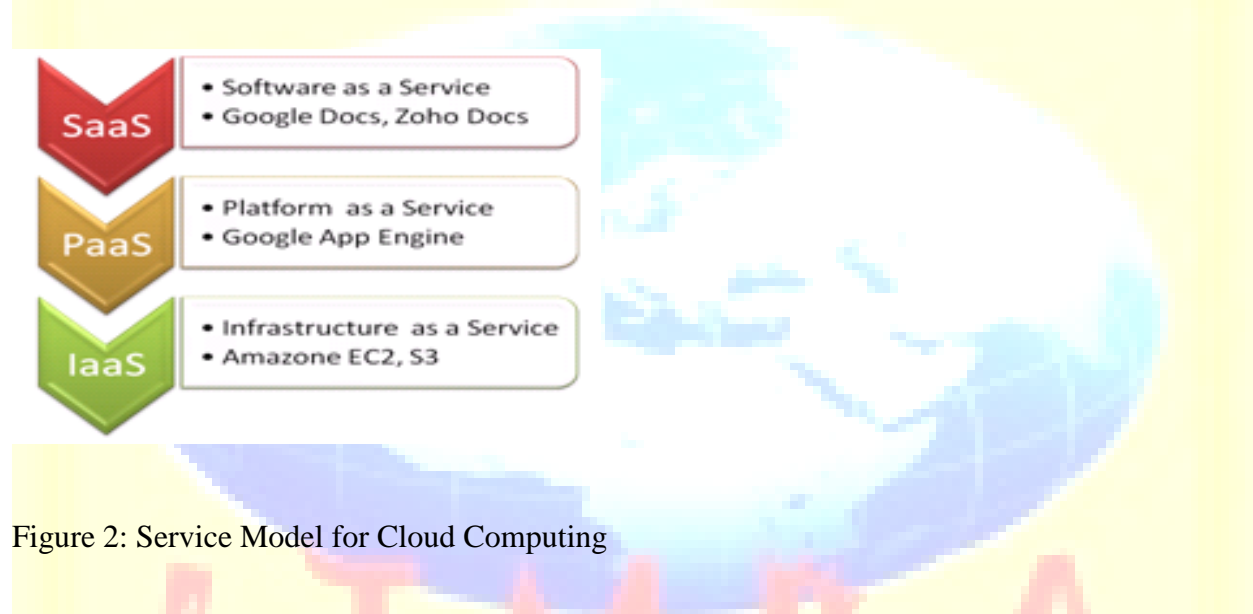 SaaS
• Software as a Service
• Google Docs, Zoho Docs
PaaS
• Platform as a Service
• Google App Engine
IaaS
• Infrastructure as a Service
• Amazone EC2, S3
Figure 2: Service Model for Cloud Computing